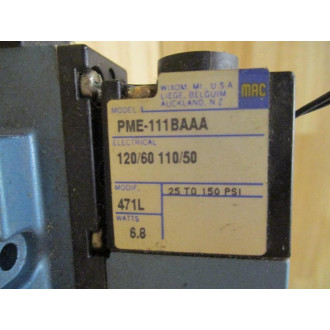 WIXOM, MI, U.S.A
LIEGE, BELGUIM
AUCKLAND, N.Z.
MAC
MODEL
PME-111BAAA
ELECTRICAL
120/60 110/50
MODIF.
25 TO 150 PSI
471L
WATTS
6.8